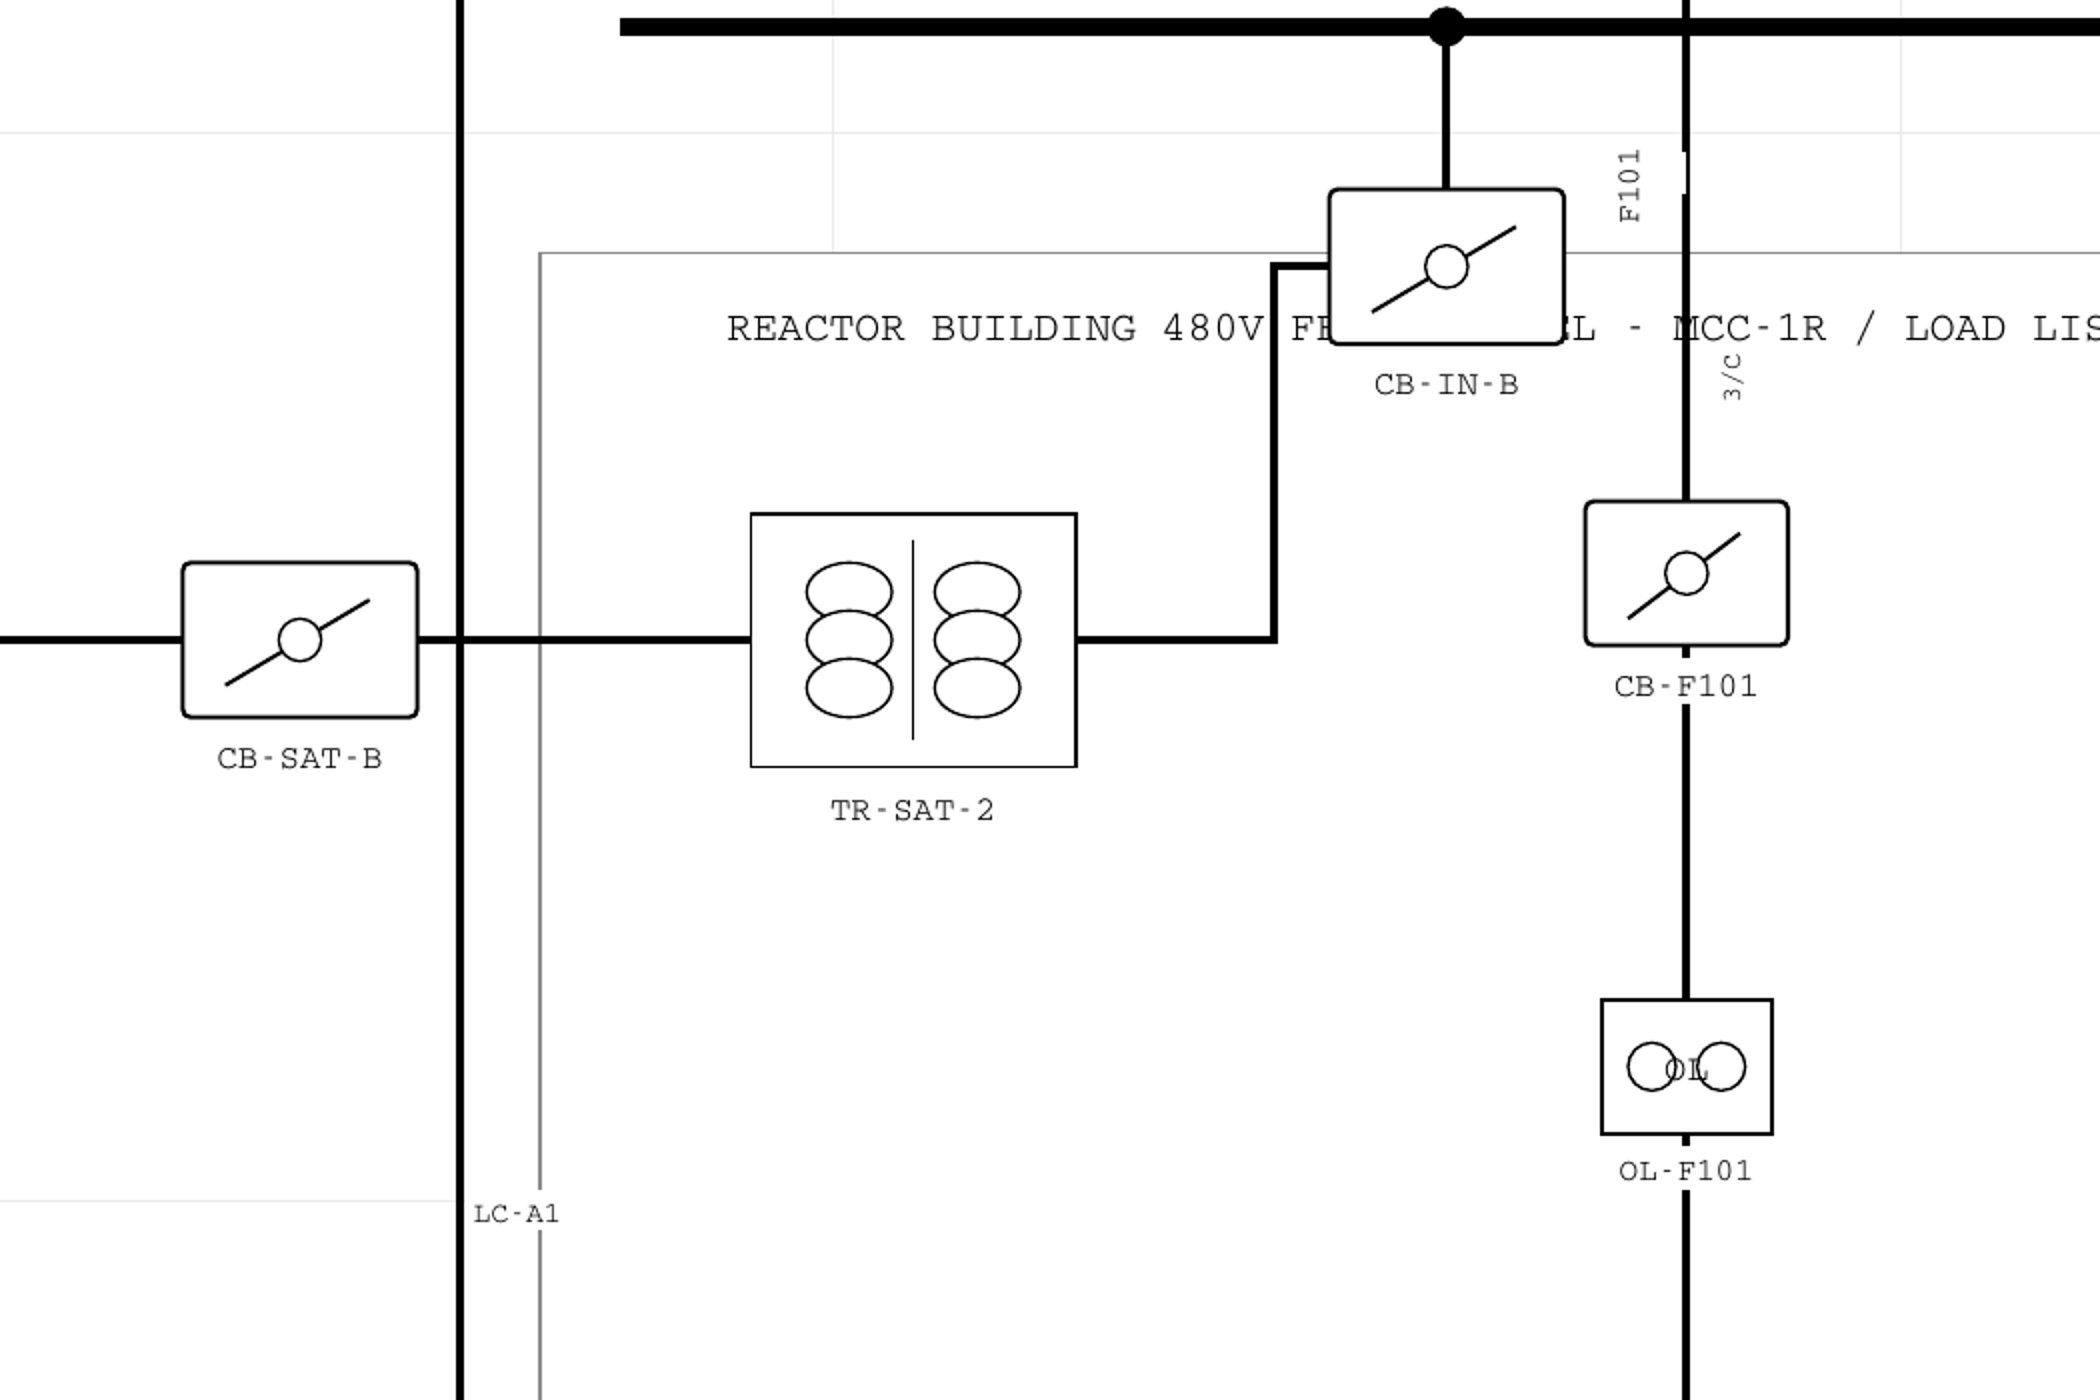 F101
REACTOR BUILDING 480V - MCC-1R / LOAD
3/C
CB-IN-B
CB-F101
CB-SAT-B
TR-SAT-2
OL
OL-F101
LC-A1